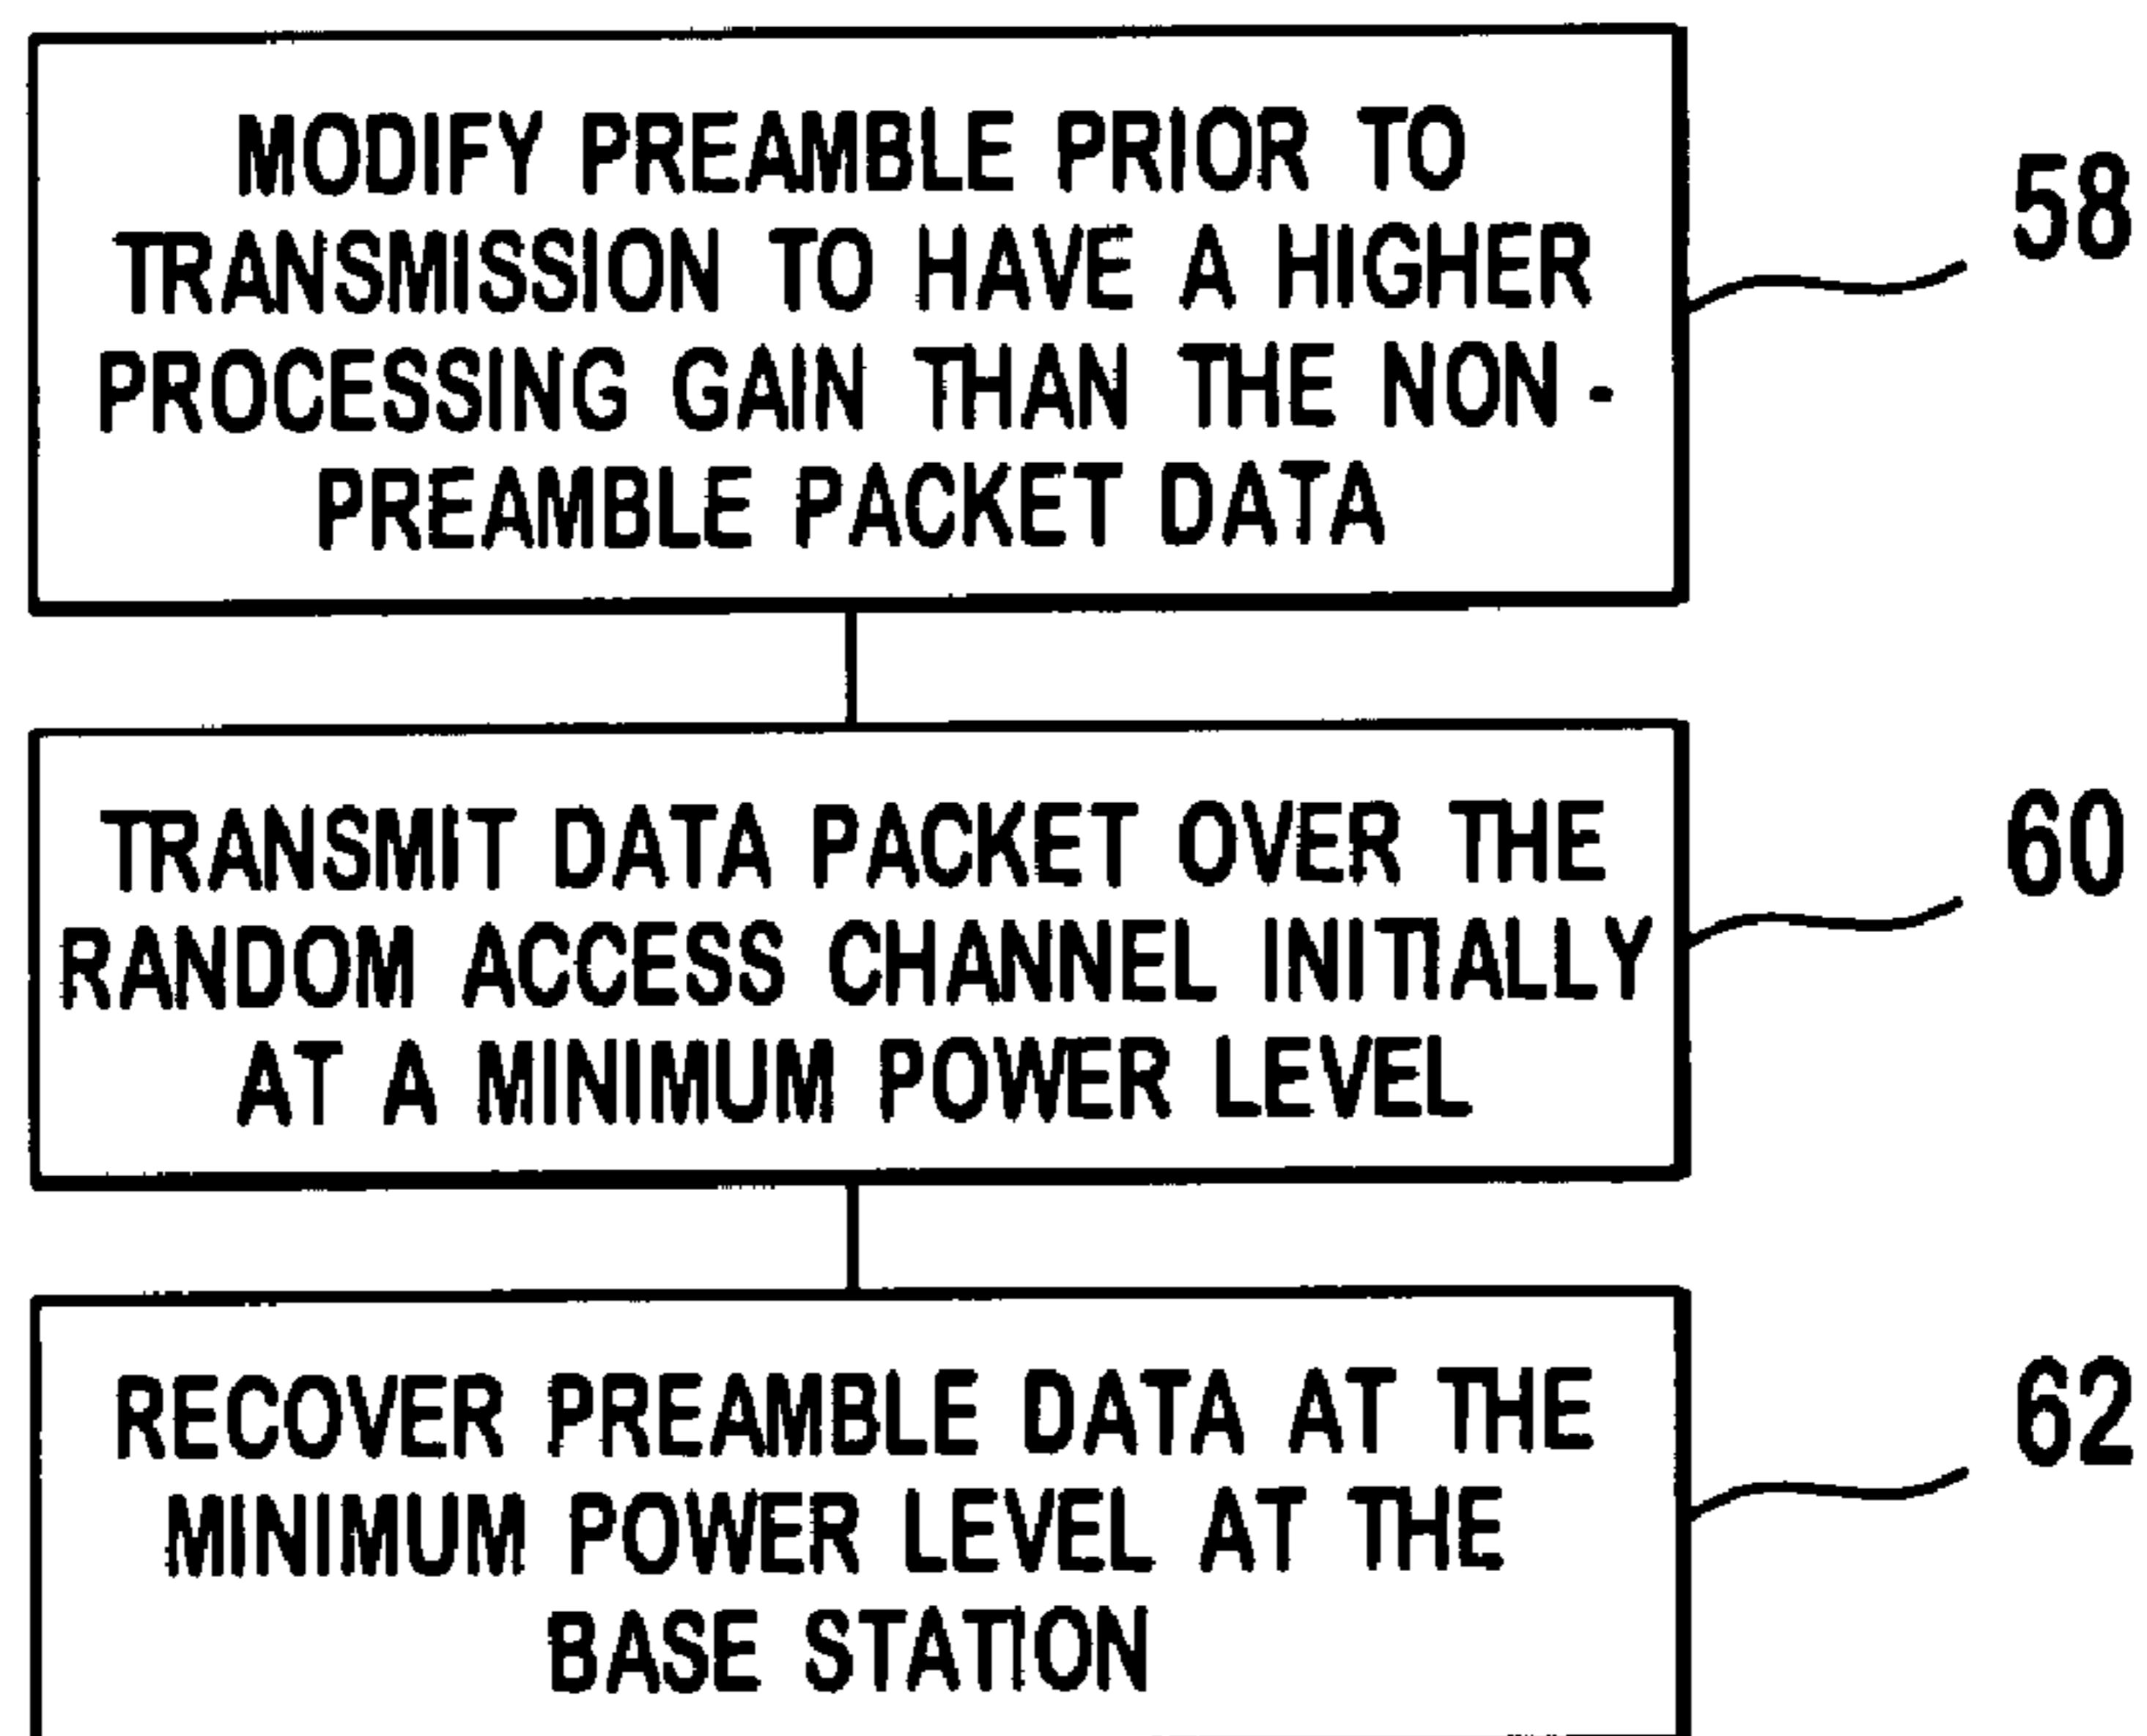 MODIFY PREAMBLE PRIOR TO
TRANSMISSION TO HAVE A HIGHER
PROCESSING GAIN THAN THE NON-
PREAMBLE PACKET DATA
58
TRANSMIT DATA PACKET OVER THE
RANDOM ACCESS CHANNEL INITIALLY
AT A MINIMUM POWER LEVEL
60
RECOVER PREAMBLE DATA AT THE
MINIMUM POWER LEVEL AT THE
BASE STATION
62